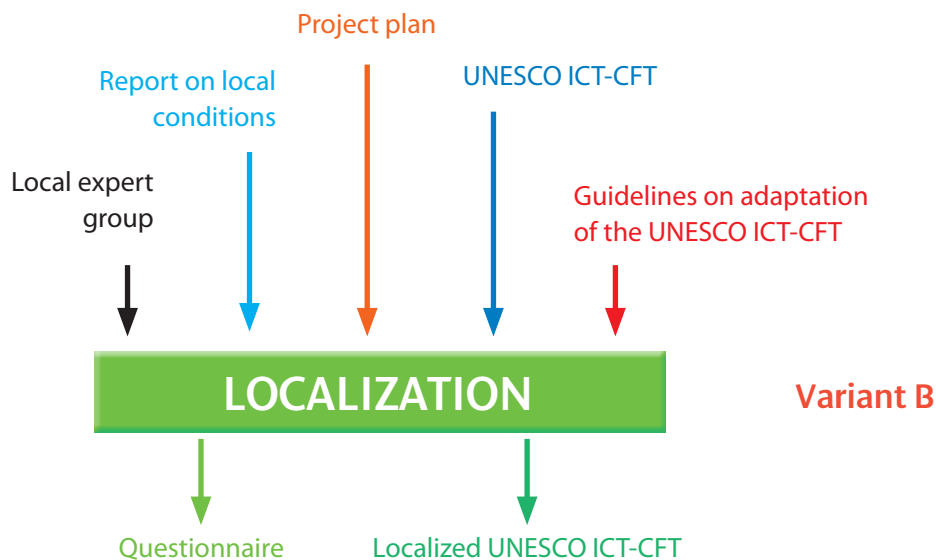 Project plan
Report on local
conditions
UNESCO ICT-CFT
Local expert
group
Guidelines on adaptation
of the UNESCO ICT-CFT
LOCALIZATION
Variant B
Questionnaire
Localized UNESCO ICT-CFT